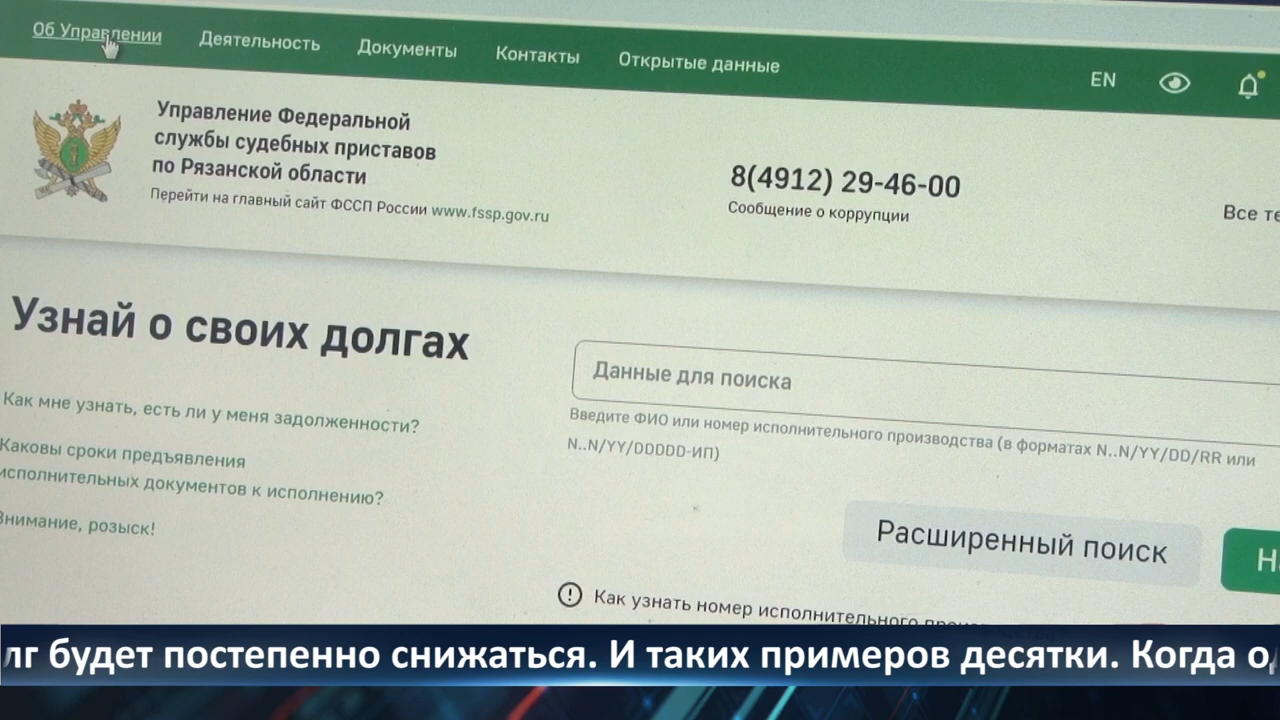 Об Управлении Деятельность Документы Контакты Открытые данные EN
Управление Федеральной
службы судебных приставов
по Рязанской области
Перейти на главный сайт ФССП России www.fssp.gov.ru
8(4912) 29-46-00
Сообщение о коррупции
Все
Узнай о своих долгах
Как мне узнать, есть ли у меня задолженности?
Каковы сроки предъявления
исполнительных документов к исполнению?
Внимание, розыск!
Данные для поиска
Введите ФИО или номер исполнительного производства (в форматах N..N/YY/DD/RR или
N..N/YY/DDDDD-ИП)
Расширенный поиск
Как узнать номер исполнительного
будет постепенно снижаться. И таких примеров десятки. Когда